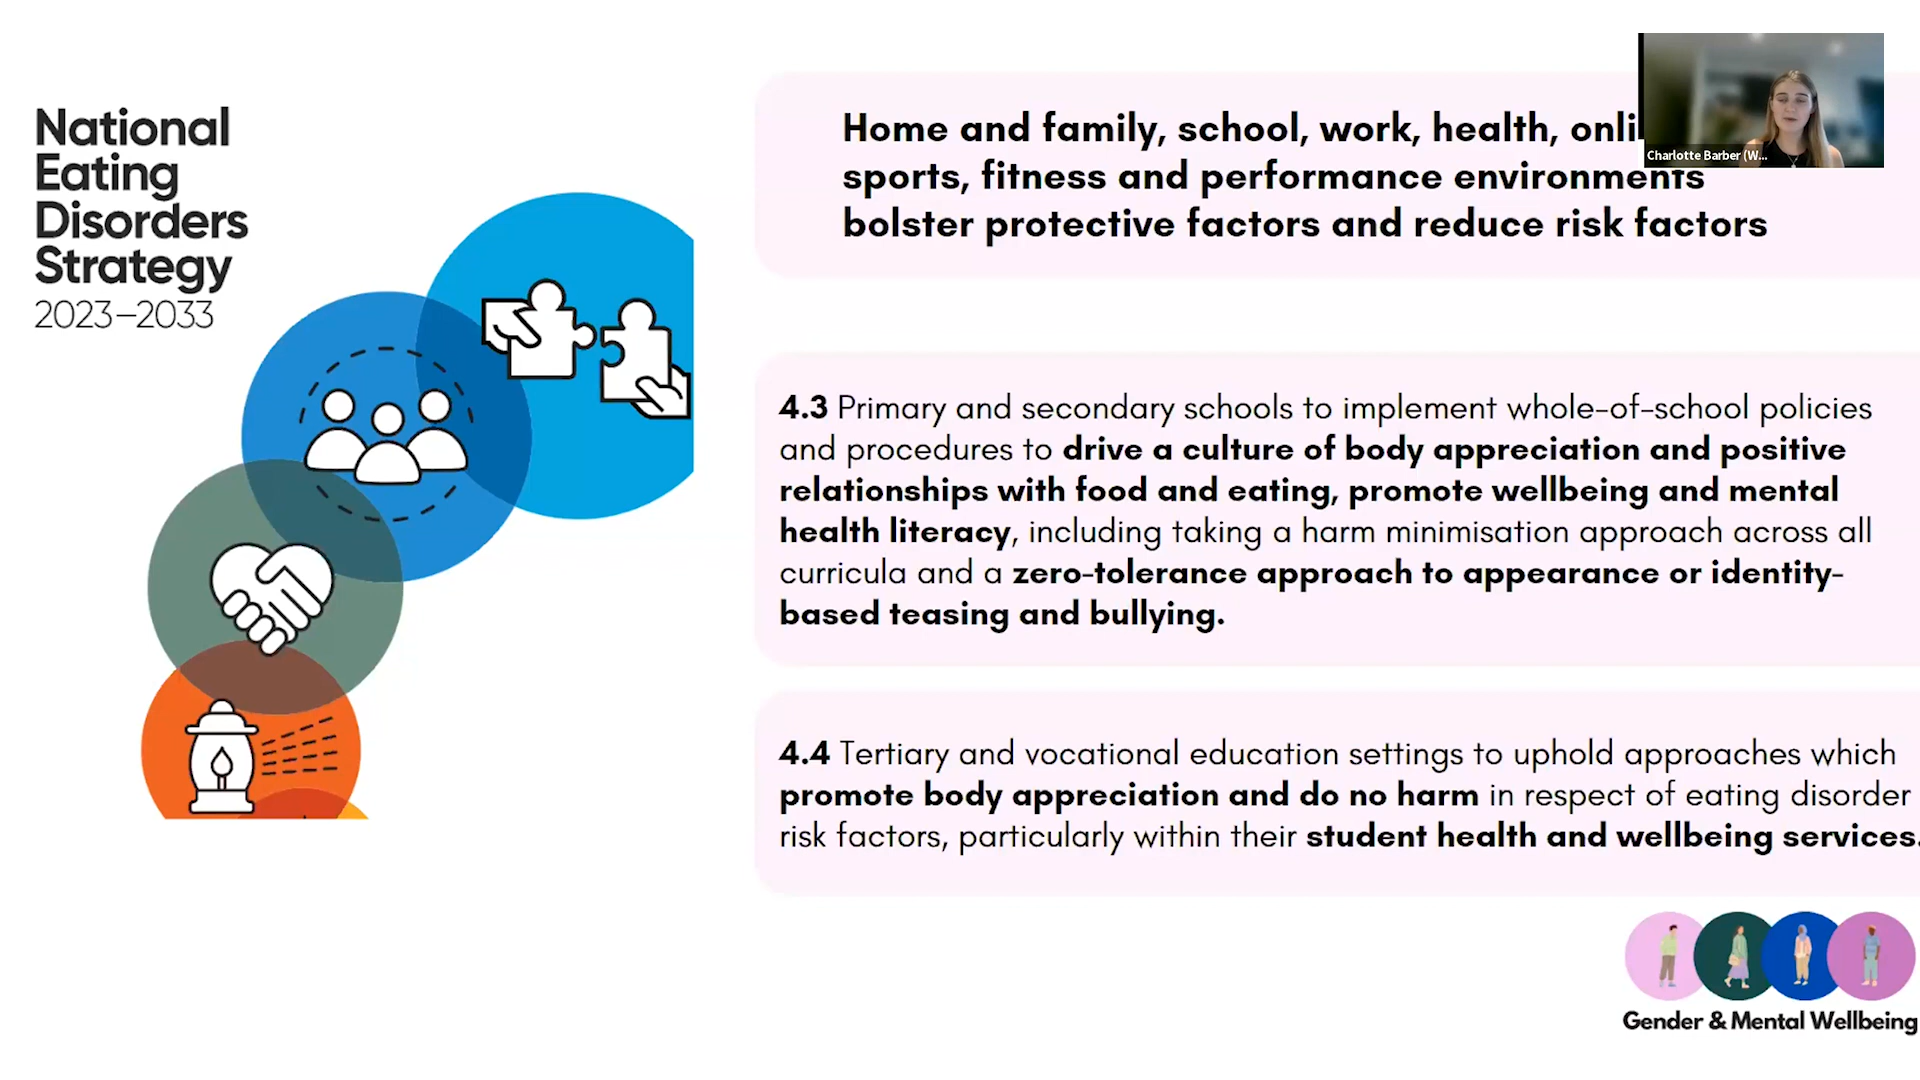 National
Eating
Disorders
Strategy
2023–2033
Home and family, school, work, health,
sports, fitness and performance environments
bolster protective factors and reduce risk factors
Charlotte Barber (W...
4.3 Primary and secondary schools to implement whole-of-school policies
and procedures to drive a culture of body appreciation and positive
relationships with food and eating, promote wellbeing and mental
health literacy, including taking a harm minimisation approach across all
curricula and a zero-tolerance approach to appearance or identity-
based teasing and bullying.
4.4 Tertiary and vocational education settings to uphold approaches which
promote body appreciation and do no harm in respect of eating disorder
risk factors, particularly within their student health and wellbeing services.
Gender & Mental Wellbeing